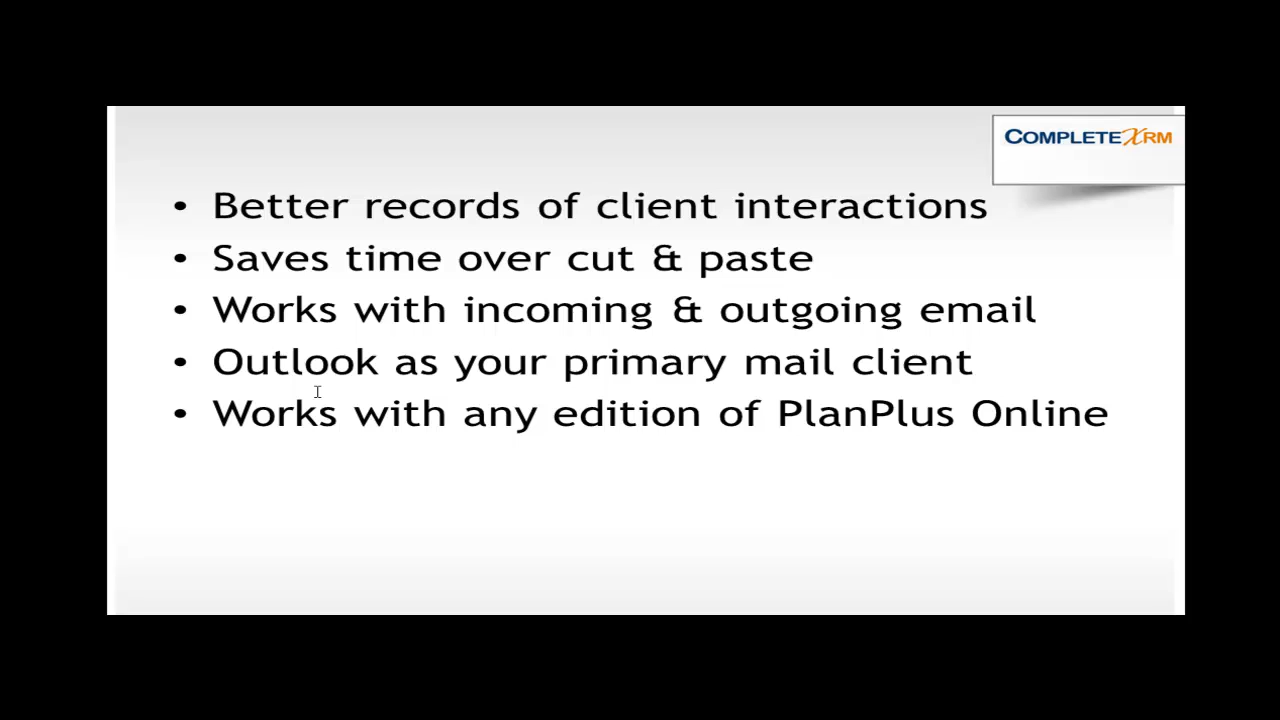 COMPLETEXRM
• Better records of client interactions
• Saves time over cut & paste
• Works with incoming & outgoing email
• Outlook as your primary mail client
• Works with any edition of PlanPlus Online